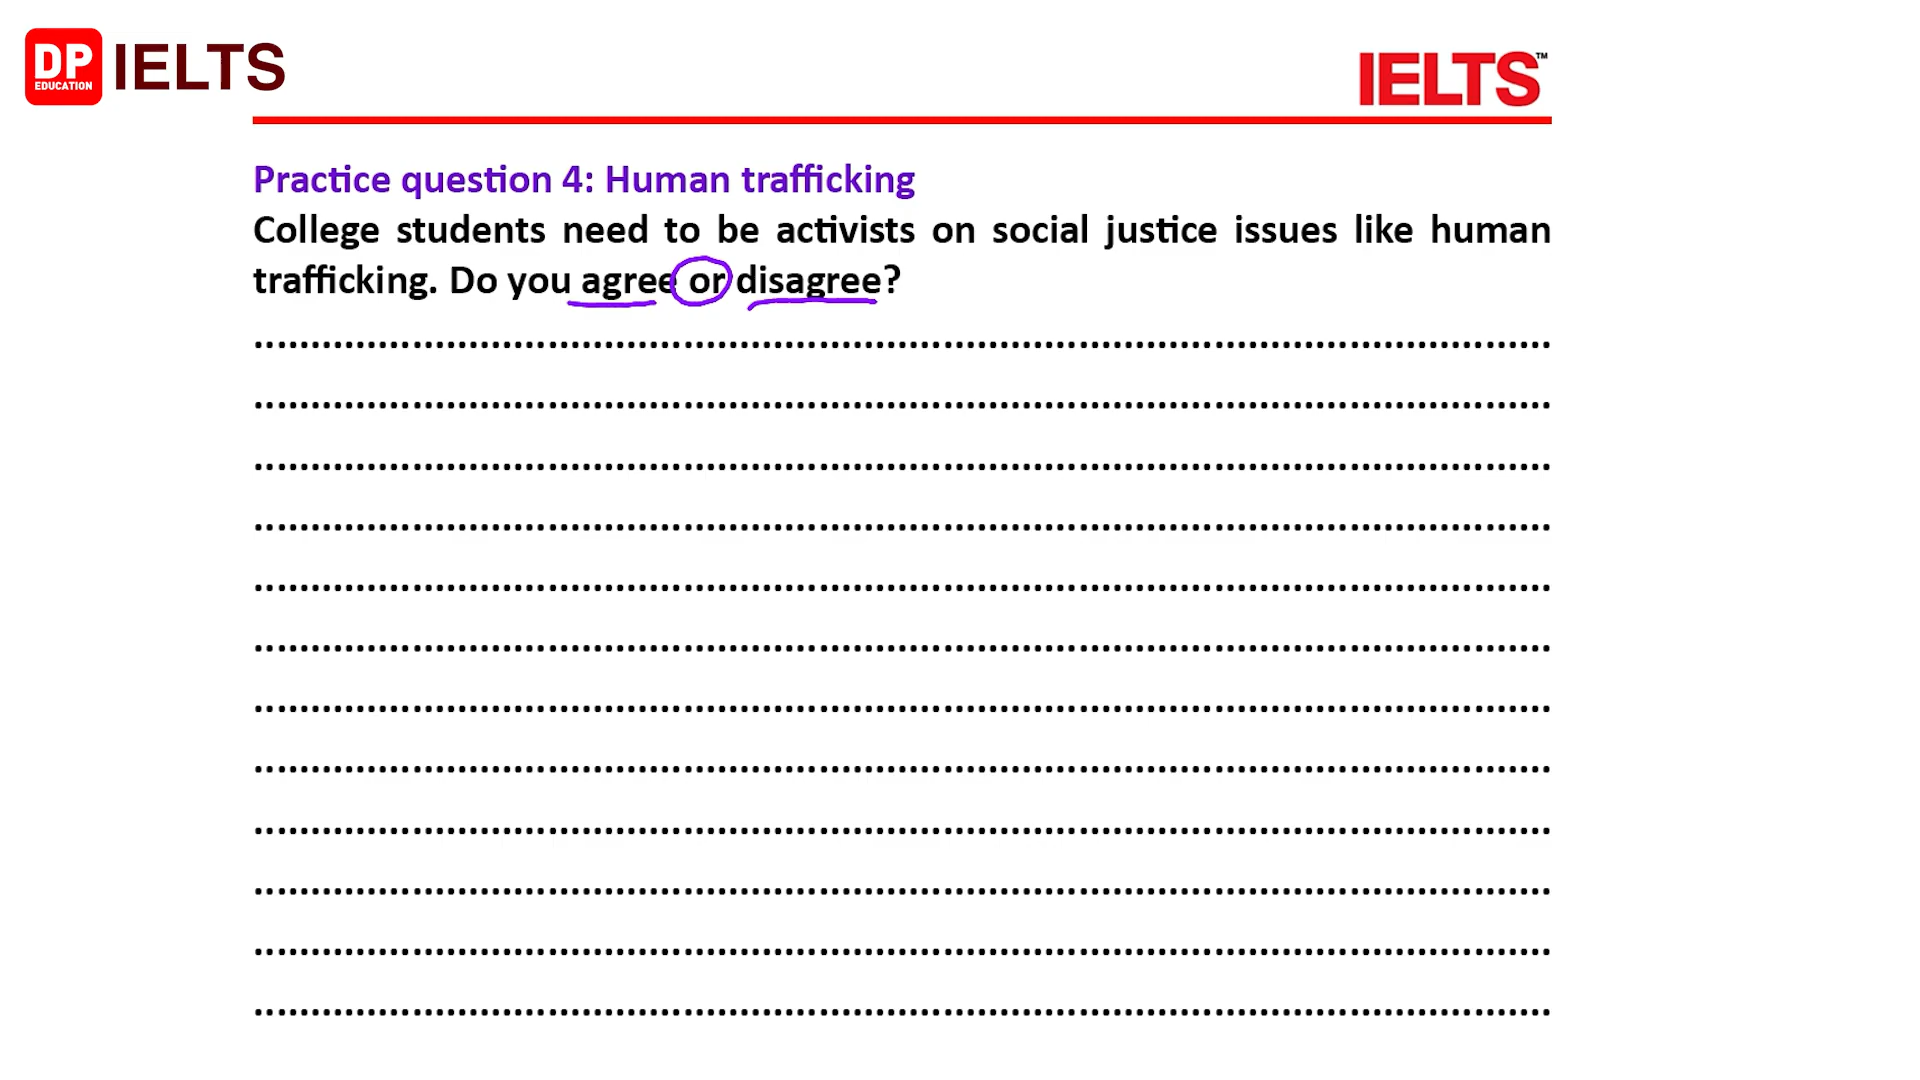 DP EDUCATION IELTS
IELTS™
Practice question 4: Human trafficking
College students need to be activists on social justice issues like human
trafficking. Do you agree or disagree?